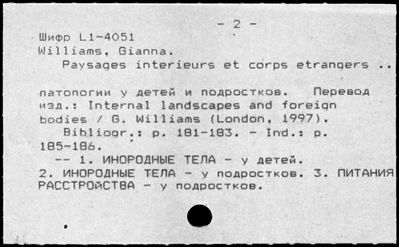 - 2 -
Шифр L1-4051
Williams, Gianna.
Paysages interieurs et corps etrangers ..
патологии у детей и подростков. Перевод
изд.: Internal landscapes and foreign
bodies / G. Williams (London, 1997).
Bibliogr.: p. 181-183. - Ind.: p.
185-186.
-- 1. ИНОРОДНЫЕ ТЕЛА - у детей.
2. ИНОРОДНЫЕ ТЕЛА - у подростков. 3. ПИТАНИЯ
РАССТРОЙСТВА - у подростков.